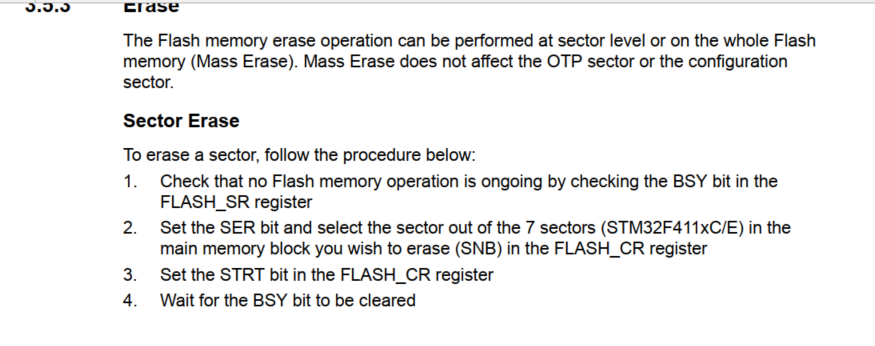 3.5.3 Erase
The Flash memory erase operation can be performed at sector level or on the whole Flash
memory (Mass Erase). Mass Erase does not affect the OTP sector or the configuration
sector.
Sector Erase
To erase a sector, follow the procedure below:
1. Check that no Flash memory operation is ongoing by checking the BSY bit in the
FLASH_SR register
2. Set the SER bit and select the sector out of the 7 sectors (STM32F411xC/E) in the
main memory block you wish to erase (SNB) in the FLASH_CR register
3. Set the STRT bit in the FLASH_CR register
4. Wait for the BSY bit to be cleared